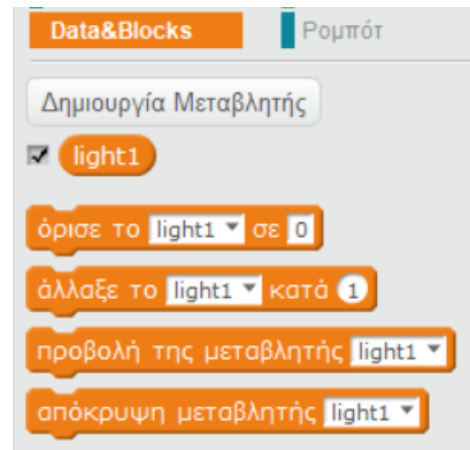 Data&Blocks Ρομπότ
Δημιουργία Μεταβλητής
light1
όρισε το light1 σε 0
άλλαξε το light1 κατά 1
προβολή της μεταβλητής light1
απόκρυψη μεταβλητής light1